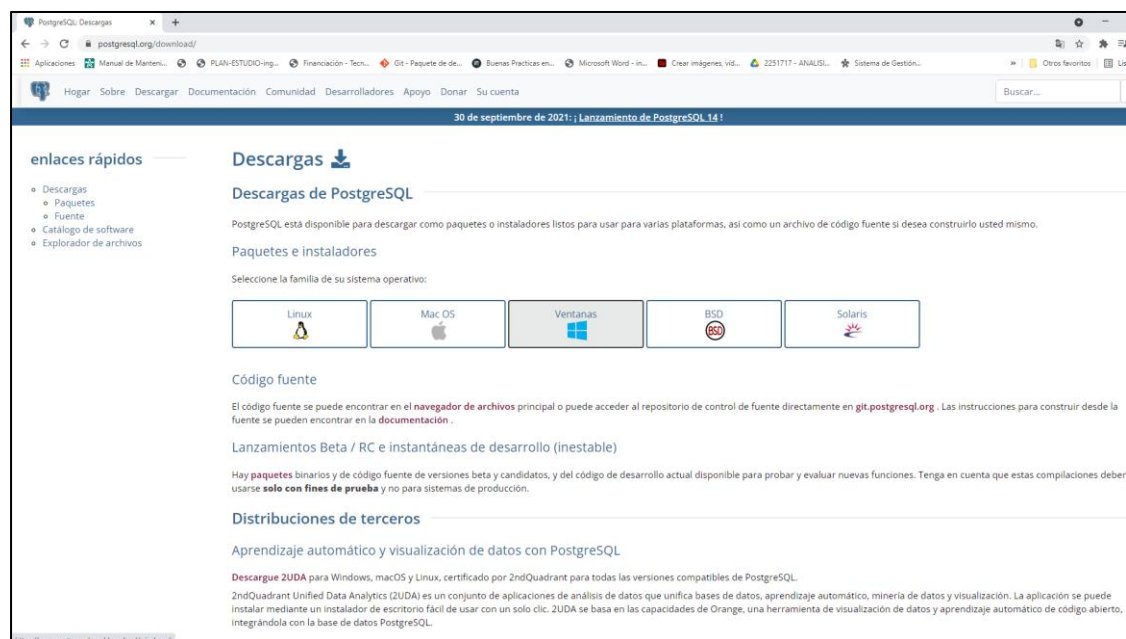 PostgreSQL: Descargas
postgresql.org/download/
Aplicaciones Manual de Manteni... PLAN-ESTUDIO-ing... Financiación - Tecn... Git - Paquete de de... Buenas Practicas en... Microsoft Word - in... Crear imágenes, vid... 2251717 - ANALISI... Sistema de Gestión... » Otros favoritos Lis
Hogar Sobre Descargar Documentación Comunidad Desarrolladores Apoyo Donar Su cuenta Buscar...
30 de septiembre de 2021: ¡ Lanzamiento de PostgreSQL 14 !
enlaces rápidos
Descargas
Paquetes
Fuente
Catálogo de software
Explorador de archivos
Descargas
Descargas de PostgreSQL
PostgreSQL está disponible para descargar como paquetes o instaladores listos para usar para varias plataformas, así como un archivo de código fuente si desea construirlo usted mismo.
Paquetes e instaladores
Seleccione la familia de su sistema operativo:
Linux Mac OS Ventanas BSD Solaris
BSD
Código fuente
El código fuente se puede encontrar en el navegador de archivos principal o puede acceder al repositorio de control de fuente directamente en git.postgresql.org . Las instrucciones para construir desde la
fuente se pueden encontrar en la documentación .
Lanzamientos Beta / RC e instantáneas de desarrollo (inestable)
Hay paquetes binarios y de código fuente de versiones beta y candidatos, y del código de desarrollo actual disponible para probar y evaluar nuevas funciones. Tenga en cuenta que estas compilaciones deber
usarse solo con fines de prueba y no para sistemas de producción.
Distribuciones de terceros
Aprendizaje automático y visualización de datos con PostgreSQL
Descargue 2UDA para Windows, macOS y Linux, certificado por 2ndQuadrant para todas las versiones compatibles de PostgreSQL.
2ndQuadrant Unified Data Analytics (2UDA) es un conjunto de aplicaciones de análisis de datos que unifica bases de datos, aprendizaje automático, minería de datos y visualización. La aplicación se puede
instalar mediante un instalador de escritorio fácil de usar con un solo clic. 2UDA se basa en las capacidades de Orange, una herramienta de visualización de datos y aprendizaje automático de código abierto,
integrándola con la base de datos PostgreSQL.